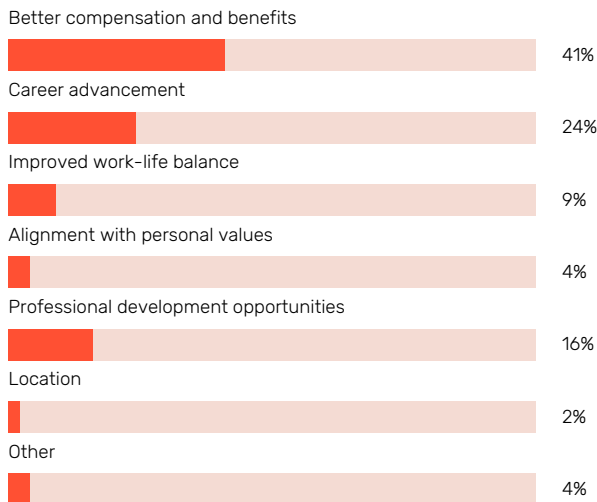 Better compensation and benefits
41%
Career advancement
24%
Improved work-life balance
9%
Alignment with personal values
4%
Professional development opportunities
16%
Location
2%
Other
4%